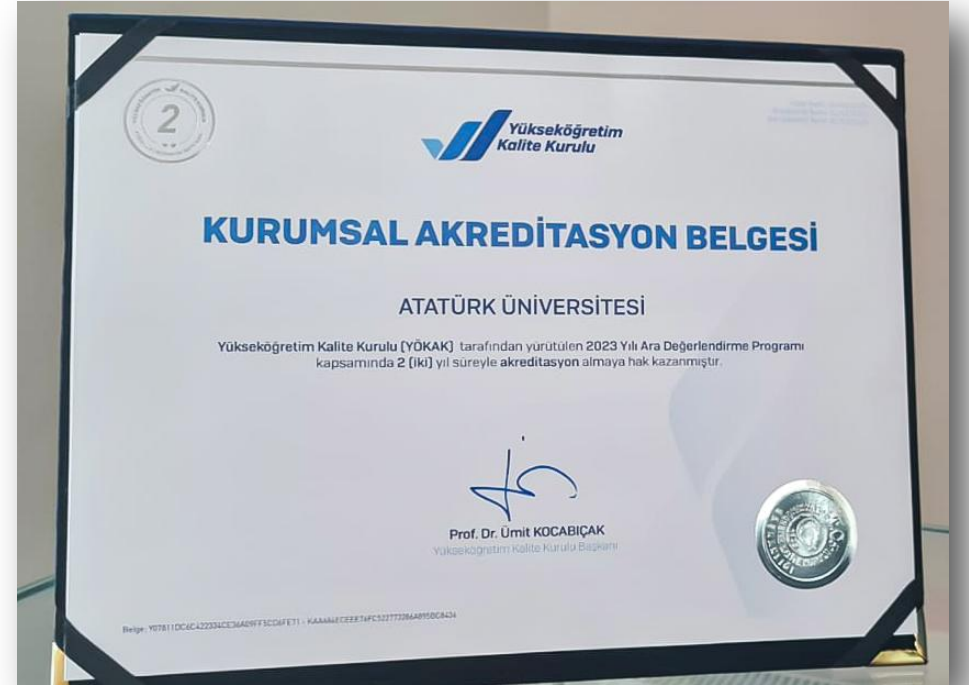 2
Yükseköğretim
Kalite Kurulu
KURUMSAL AKREDİTASYON BELGESİ
ATATÜRK ÜNİVERSİTESİ
Yükseköğretim Kalite Kurulu (YÖKAK) tarafından yürütülen 2023 Yılı Ara Değerlendirme Programı
kapsamında 2 (iki) yıl süreyle akreditasyon almaya hak kazanmıştır.
Prof. Dr. Ümit KOCABIÇAK
Yükseköğretim Kalite Kurulu Başkanı
Belge: